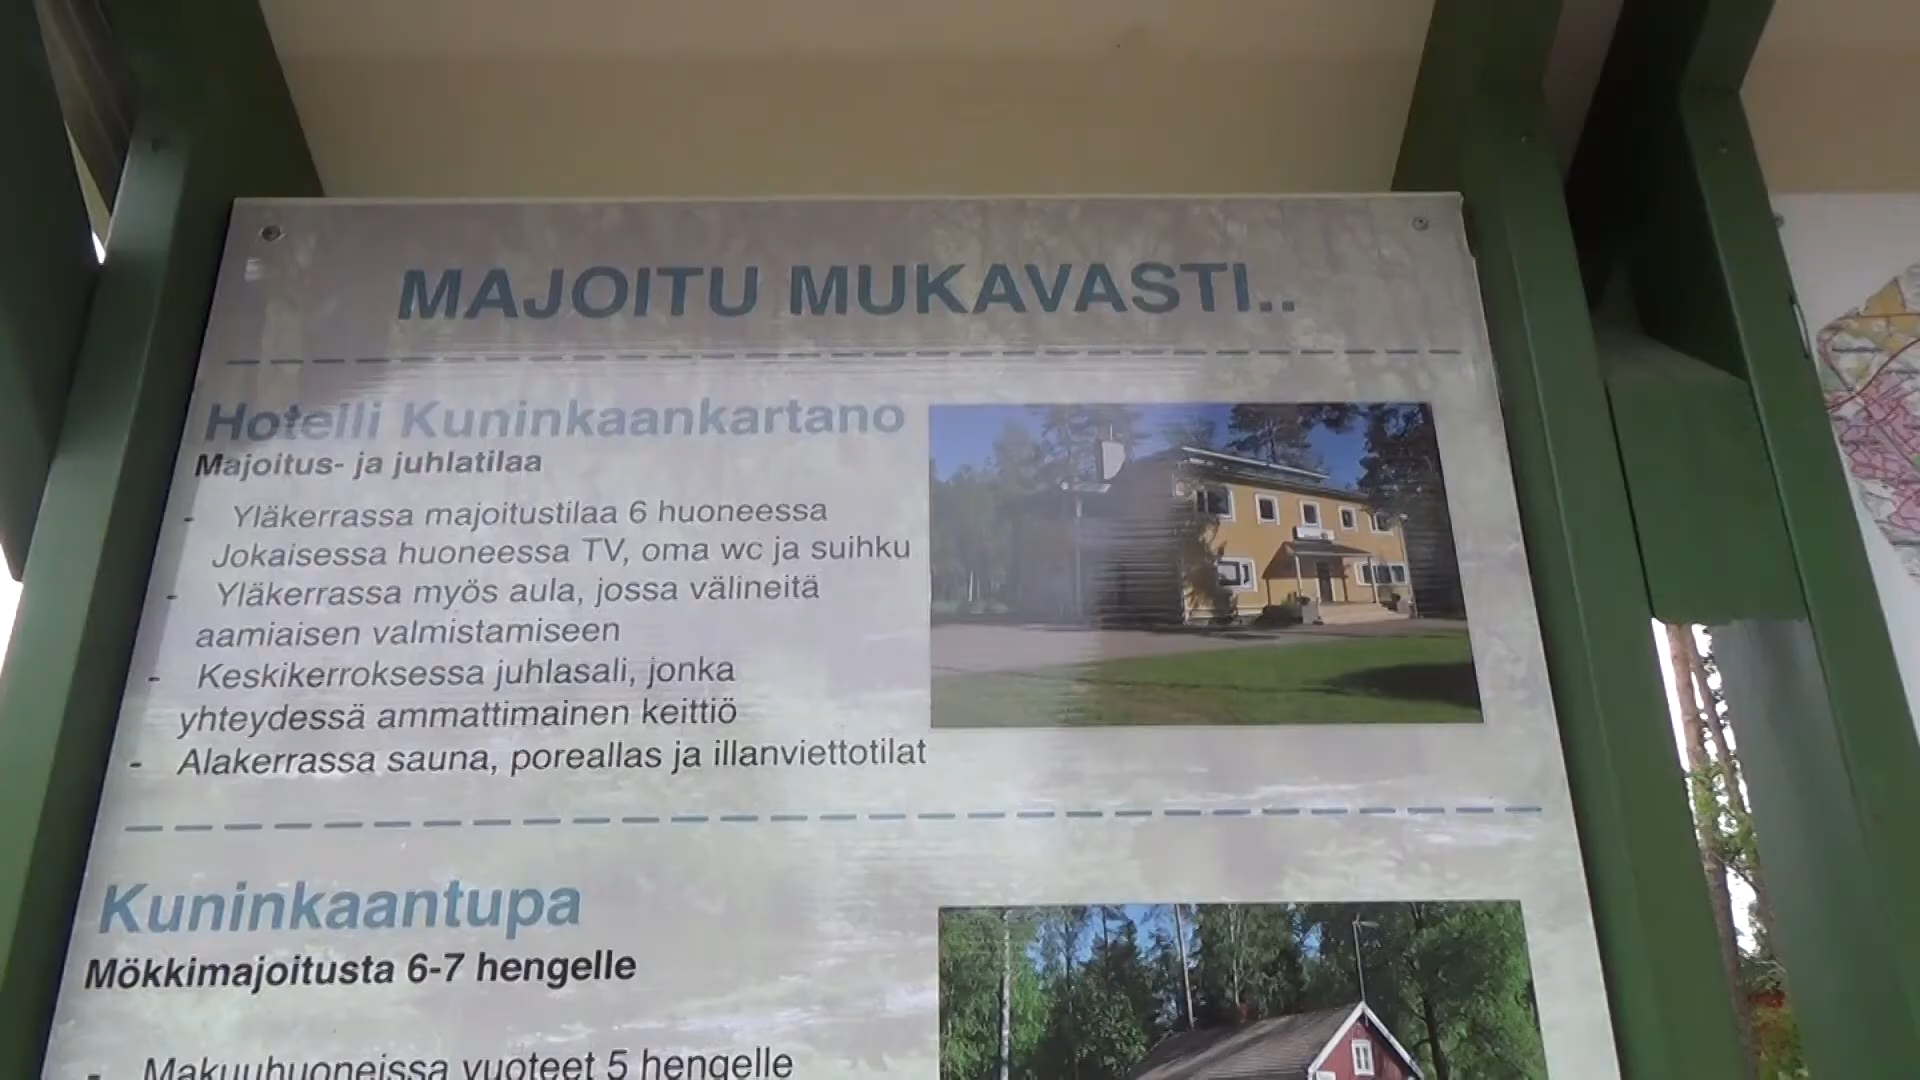 MAJOITU MUKAVASTI..
Hotelli Kuninkaankartano
Majoitus- ja juhlatilaa
- Yläkerrassa majoitustilaa 6 huoneessa
Jokaisessa huoneessa TV, oma wc ja suihku
- Yläkerrassa myös aula, jossa välineitä
aamiaisen valmistamiseen
- Keskikerroksessa juhlasali, jonka
yhteydessä ammattimainen keittiö
- Alakerrassa sauna, poreallas ja illanviettotilat
Kuninkaantupa
Mökkimajoitusta 6-7 hengelle
- Makuuhuoneissa vuoteet 5 hengelle